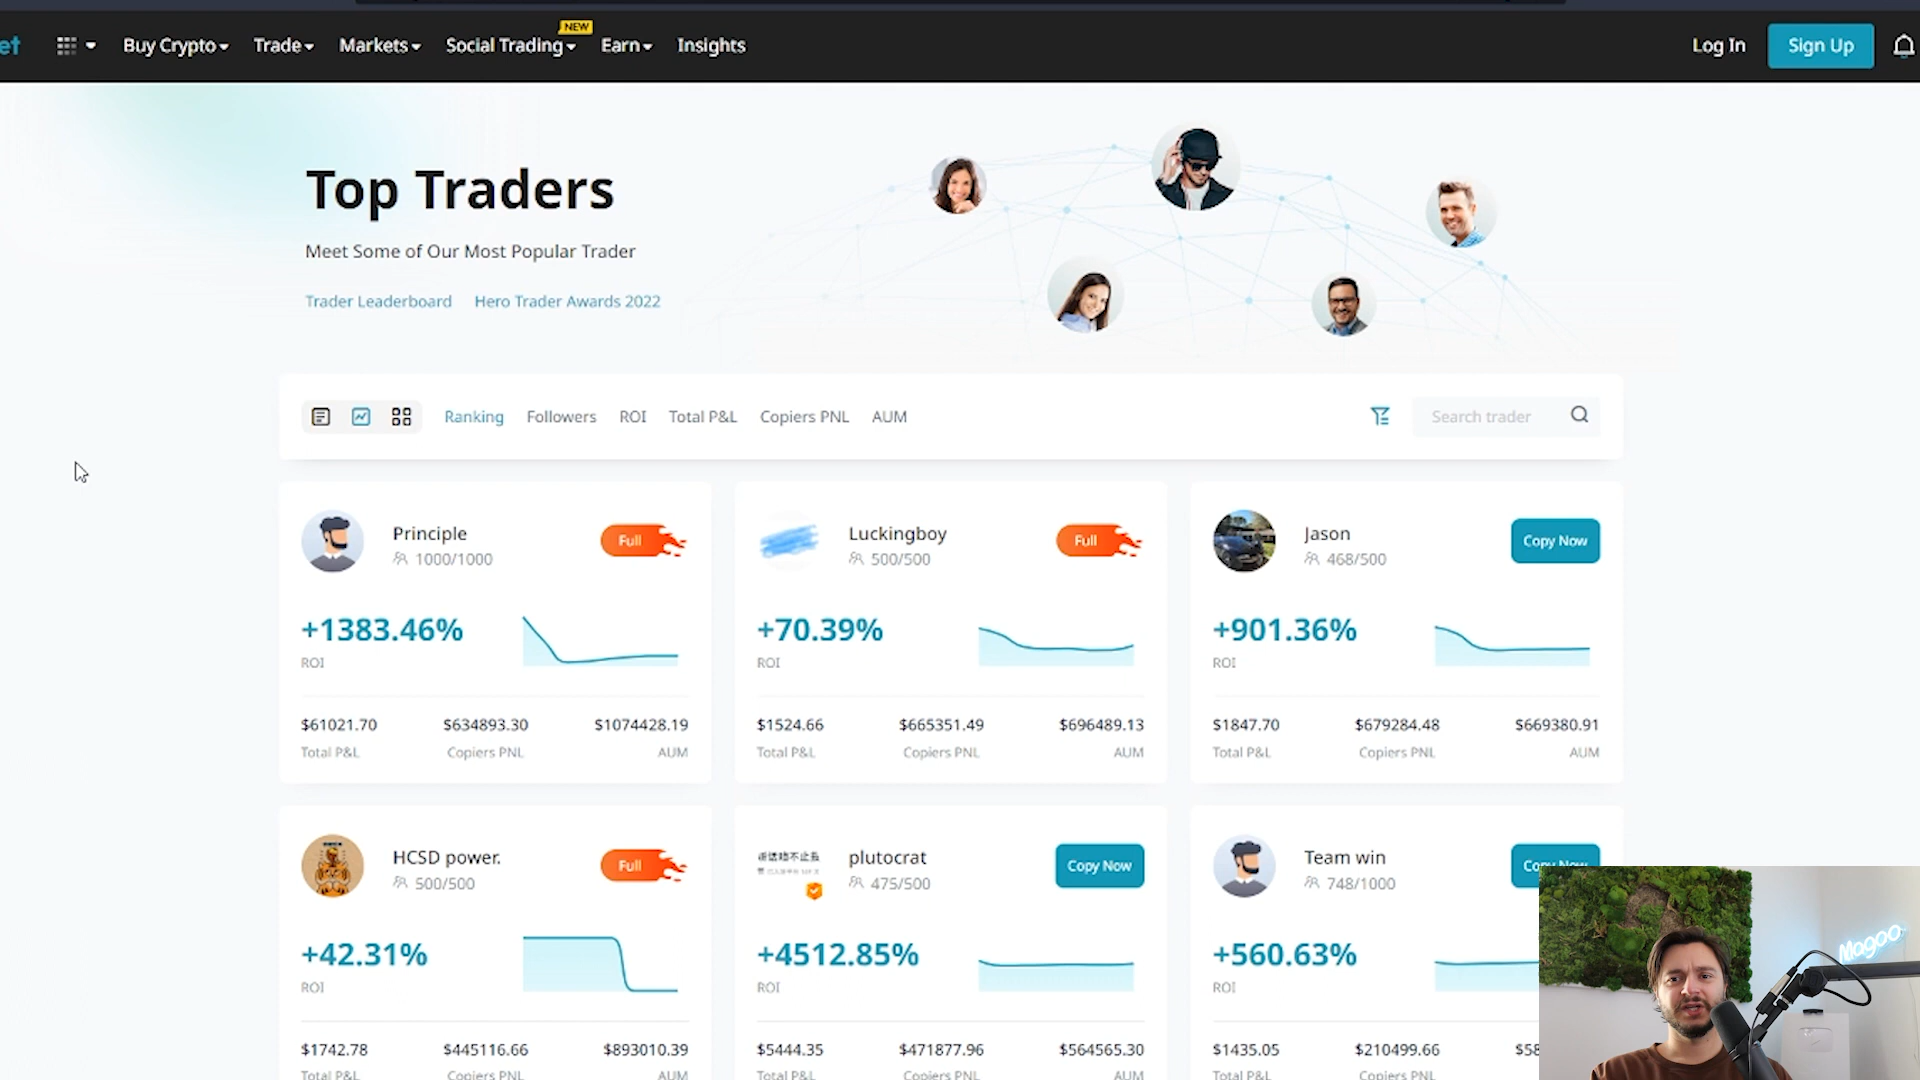 et Buy Crypto Trade Markets Social Trading NEW Earn Insights Log In Sign Up
Top Traders
Meet Some of Our Most Popular Trader
Trader Leaderboard Hero Trader Awards 2022
Ranking Followers ROI Total P&L Copiers PNL AUM Search trader
Principle Full
1000/1000
+1383.46%
ROI
$61021.70 $634893.30 $1074428.19
Total P&L Copiers PNL AUM
Luckingboy Full
500/500
+70.39%
ROI
$1524.66 $665351.49 $696489.13
Total P&L Copiers PNL AUM
Jason Copy Now
468/500
+901.36%
ROI
$1847.70 $679284.48 $669380.91
Total P&L Copiers PNL AUM
HCSD power. Full
500/500
+42.31%
ROI
$1742.78 $445116.66 $893010.39
Total P&L Copiers PNL AUM
plutocrat Copy Now
475/500
+4512.85%
ROI
$5444.35 $471877.96 $564565.30
Total P&L Copiers PNL AUM
Team win Copy Now
748/1000
+560.63%
ROI
$1435.05 $210499.66 $58
Total P&L Copiers PNL
Magoo